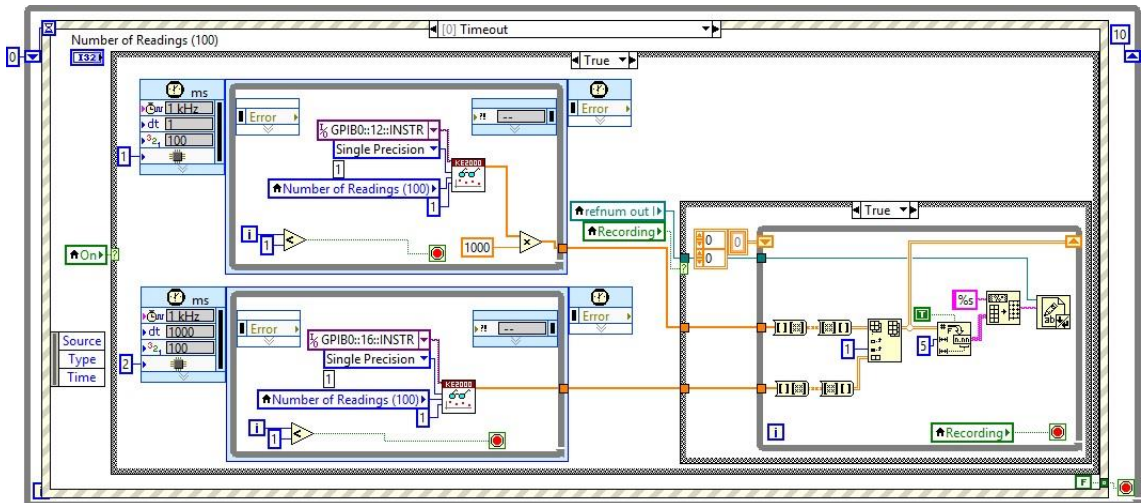 [0] Timeout
0
Number of Readings (100)
I32
10
True
ms
1 kHz
dt 1
100
1
Error
GPIB0::12::INSTR
Single Precision
1
KE2000
Number of Readings (100)
1
i
1
--
Error
1000
On
refnum out
Recording
True
0
0
0
ms
1 kHz
dt 1000
100
2
Error
GPIB0::16::INSTR
Single Precision
1
KE2000
Number of Readings (100)
1
i
1
--
Error
%s
T
1
5
i
Recording
Source
Type
Time
i
F